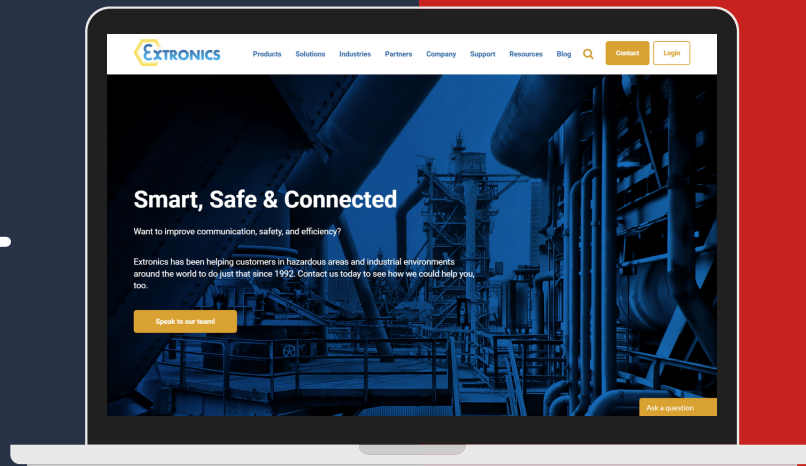 EXTRONICS
Products Solutions Industries Partners Company Support Resources Blog Contact Login
Smart, Safe & Connected
Want to improve communication, safety, and efficiency?
Extronics has been helping customers in hazardous areas and industrial environments
around the world to do just that since 1992. Contact us today to see how we could help you,
too.
Speak to our team!
Ask a question